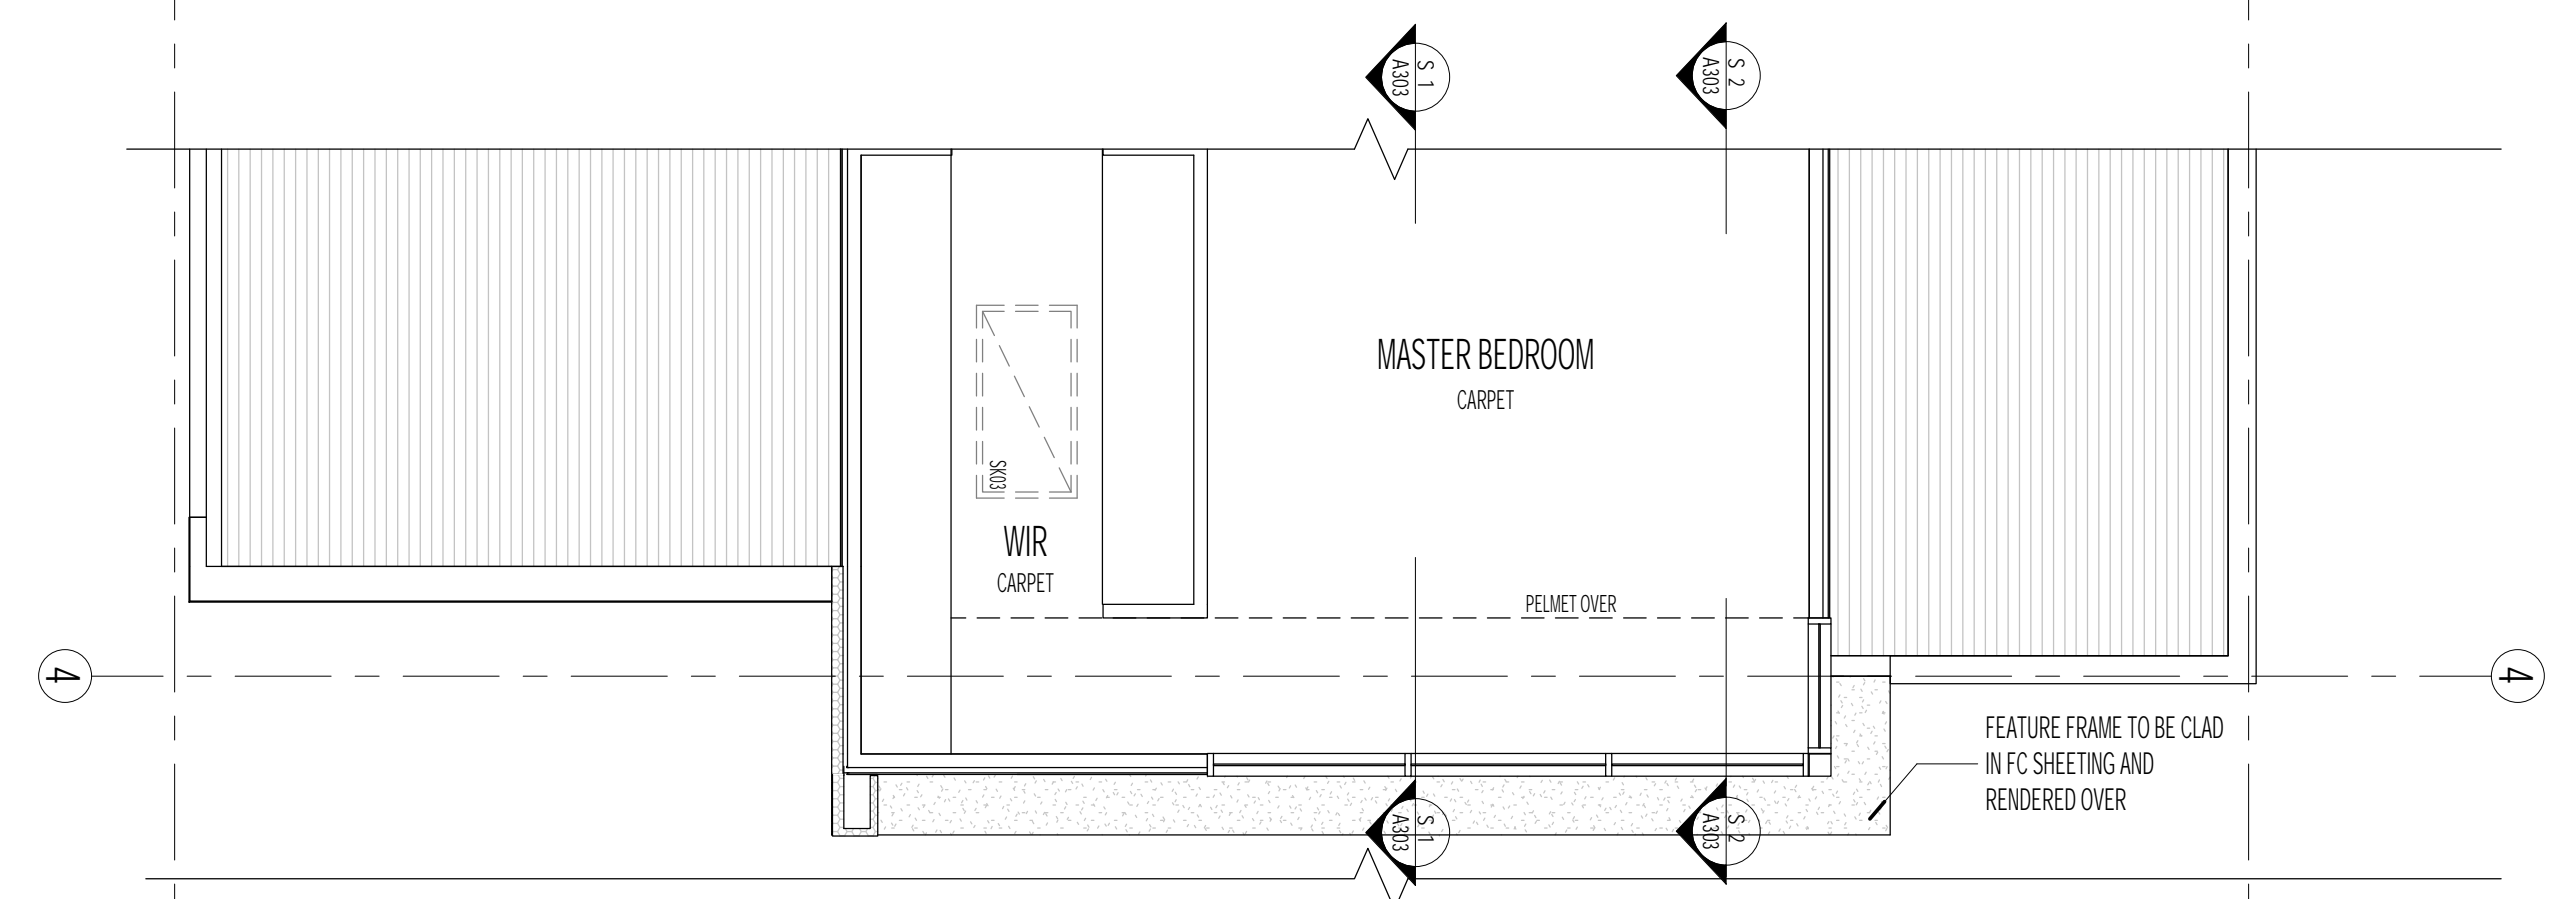 S 1
A303
S 2
A303
MASTER BEDROOM
CARPET
SK03
WIR
CARPET
PELMET OVER
4
4
FEATURE FRAME TO BE CLAD
IN FC SHEETING AND
RENDERED OVER
S 1
A303
S 2
A303